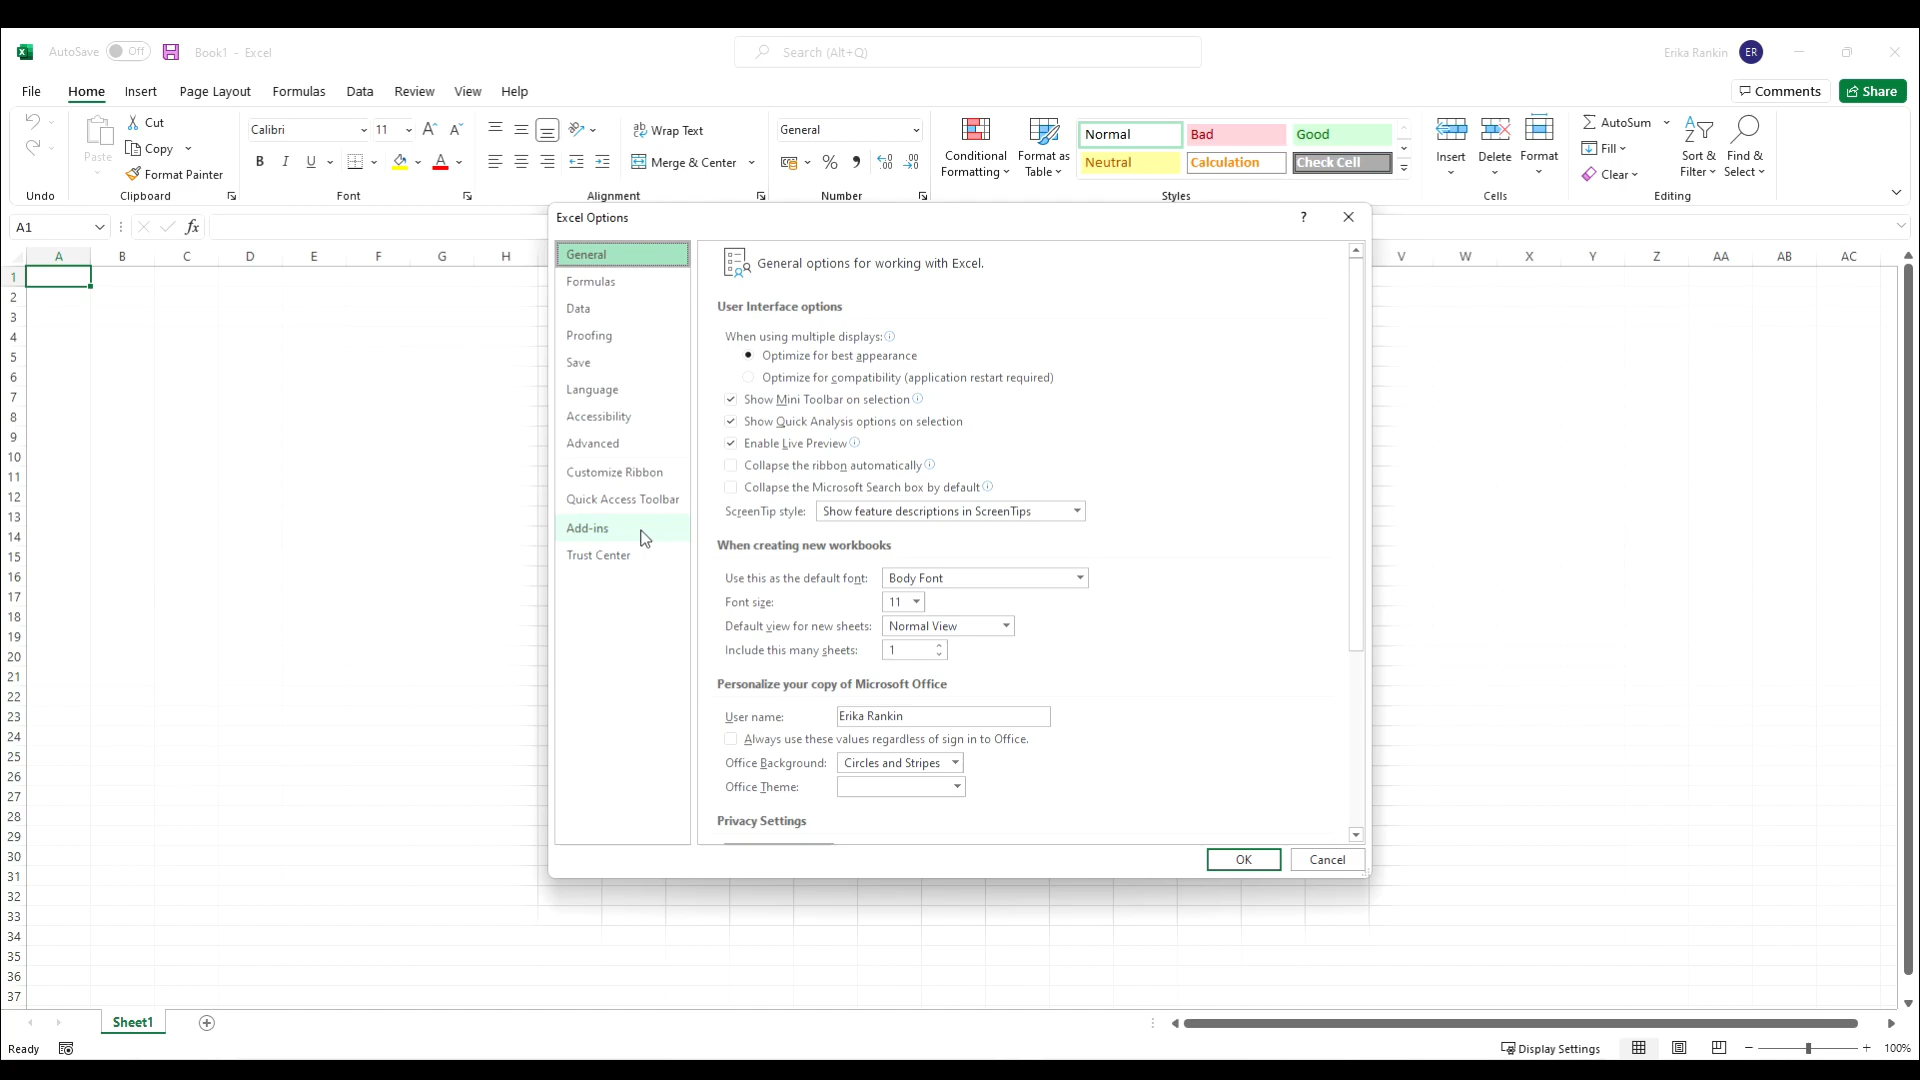 AutoSave Off Book1 - Excel Search (Alt+Q) Erika Rankin ER
File Home Insert Page Layout Formulas Data Review View Help Comments Share
Undo
Paste
Cut
Copy
Format Painter
Clipboard
Calibri 11
B I U A
Font
Wrap Text
Merge & Center
Alignment
General
% ,
Number
Conditional Formatting
Format as Table
Normal Bad Good
Neutral Calculation Check Cell
Styles
Insert Delete Format
Cells
AutoSum
Fill
Clear
Sort & Filter
Find & Select
Editing
A1 fx
Excel Options ?
A B C D E F G H V W X Y Z AA AB AC
1
2
3
4
5
6
7
8
9
10
11
12
13
14
15
16
17
18
19
20
21
22
23
24
25
26
27
28
29
30
31
32
33
34
35
36
37
General
Formulas
Data
Proofing
Save
Language
Accessibility
Advanced
Customize Ribbon
Quick Access Toolbar
Add-ins
Trust Center
General options for working with Excel.
User Interface options
When using multiple displays:
Optimize for best appearance
Optimize for compatibility (application restart required)
Show Mini Toolbar on selection
Show Quick Analysis options on selection
Enable Live Preview
Collapse the ribbon automatically
Collapse the Microsoft Search box by default
ScreenTip style: Show feature descriptions in ScreenTips
When creating new workbooks
Use this as the default font: Body Font
Font size: 11
Default view for new sheets: Normal View
Include this many sheets: 1
Personalize your copy of Microsoft Office
User name: Erika Rankin
Always use these values regardless of sign in to Office.
Office Background: Circles and Stripes
Office Theme:
Privacy Settings
OK Cancel
Sheet1
Ready Display Settings 100%